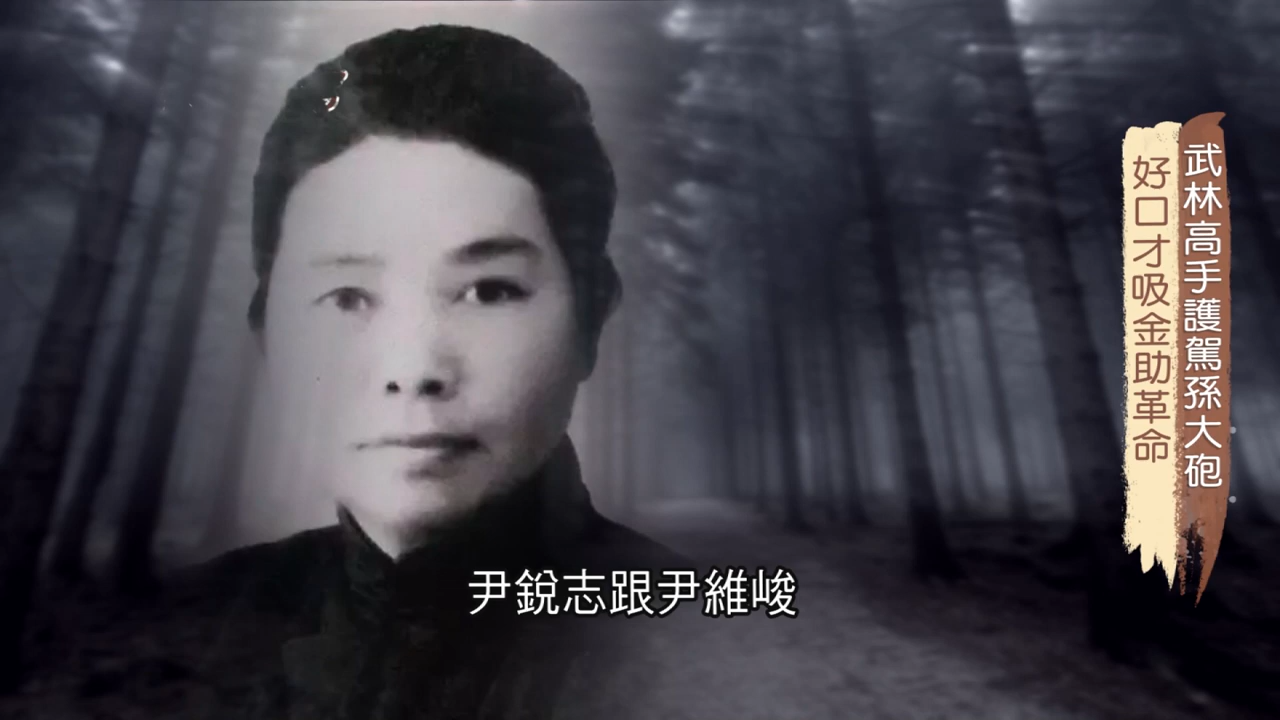 武林高手護駕孫大砲
好口才吸金助革命
尹銳志跟尹維峻